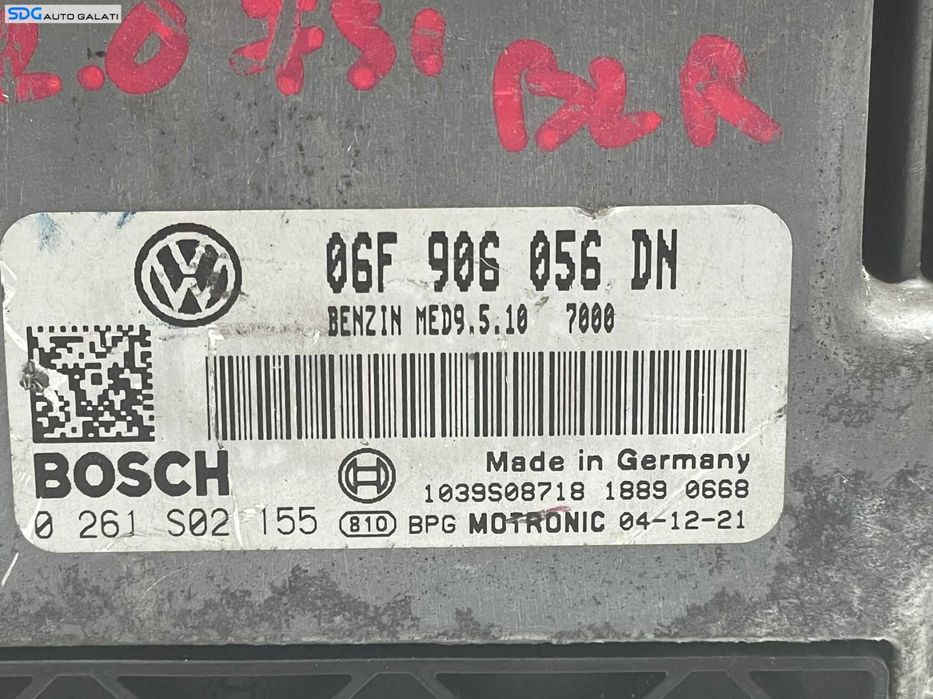 SDG AUTO GALATI
2.0 FSi BLR
06F 906 056 DN
BENZIN MED9.5.10 7000
BOSCH
Made in Germany
1039S08718 1889 0668
0 261 S02 155 810 BPG MOTRONIC 04-12-21